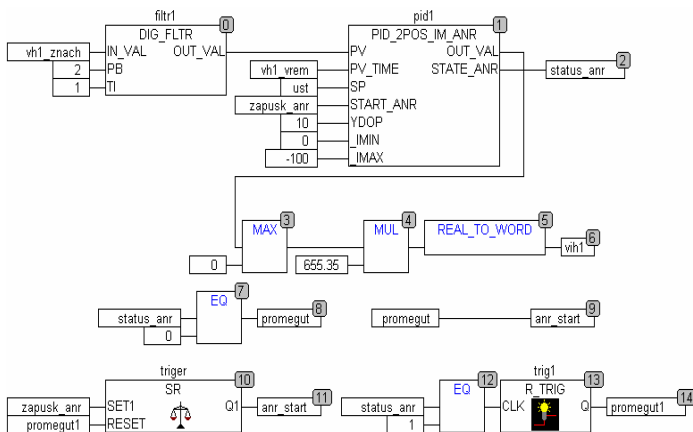 filtr1
0
DIG_FLTR
vh1_znach IN_VAL OUT_VAL
2 PB
1 TI
pid1
1
PID_2POS_IM_ANR
PV OUT_VAL
vh1_vrem PV_TIME STATE_ANR status_anr 2
ust SP
zapusk_anr START_ANR
10 YDOP
0 _IMIN
-100 _IMAX
MAX 3
0
MUL 4
655.35
REAL_TO_WORD 5
vih1 6
EQ 7
status_anr promegut 8
0
promegut anr_start 9
triger
SR 10
zapusk_anr SET1 Q1 anr_start 11
promegut1 RESET
EQ 12
status_anr
1
trig1
R_TRIG 13
CLK Q promegut1 14